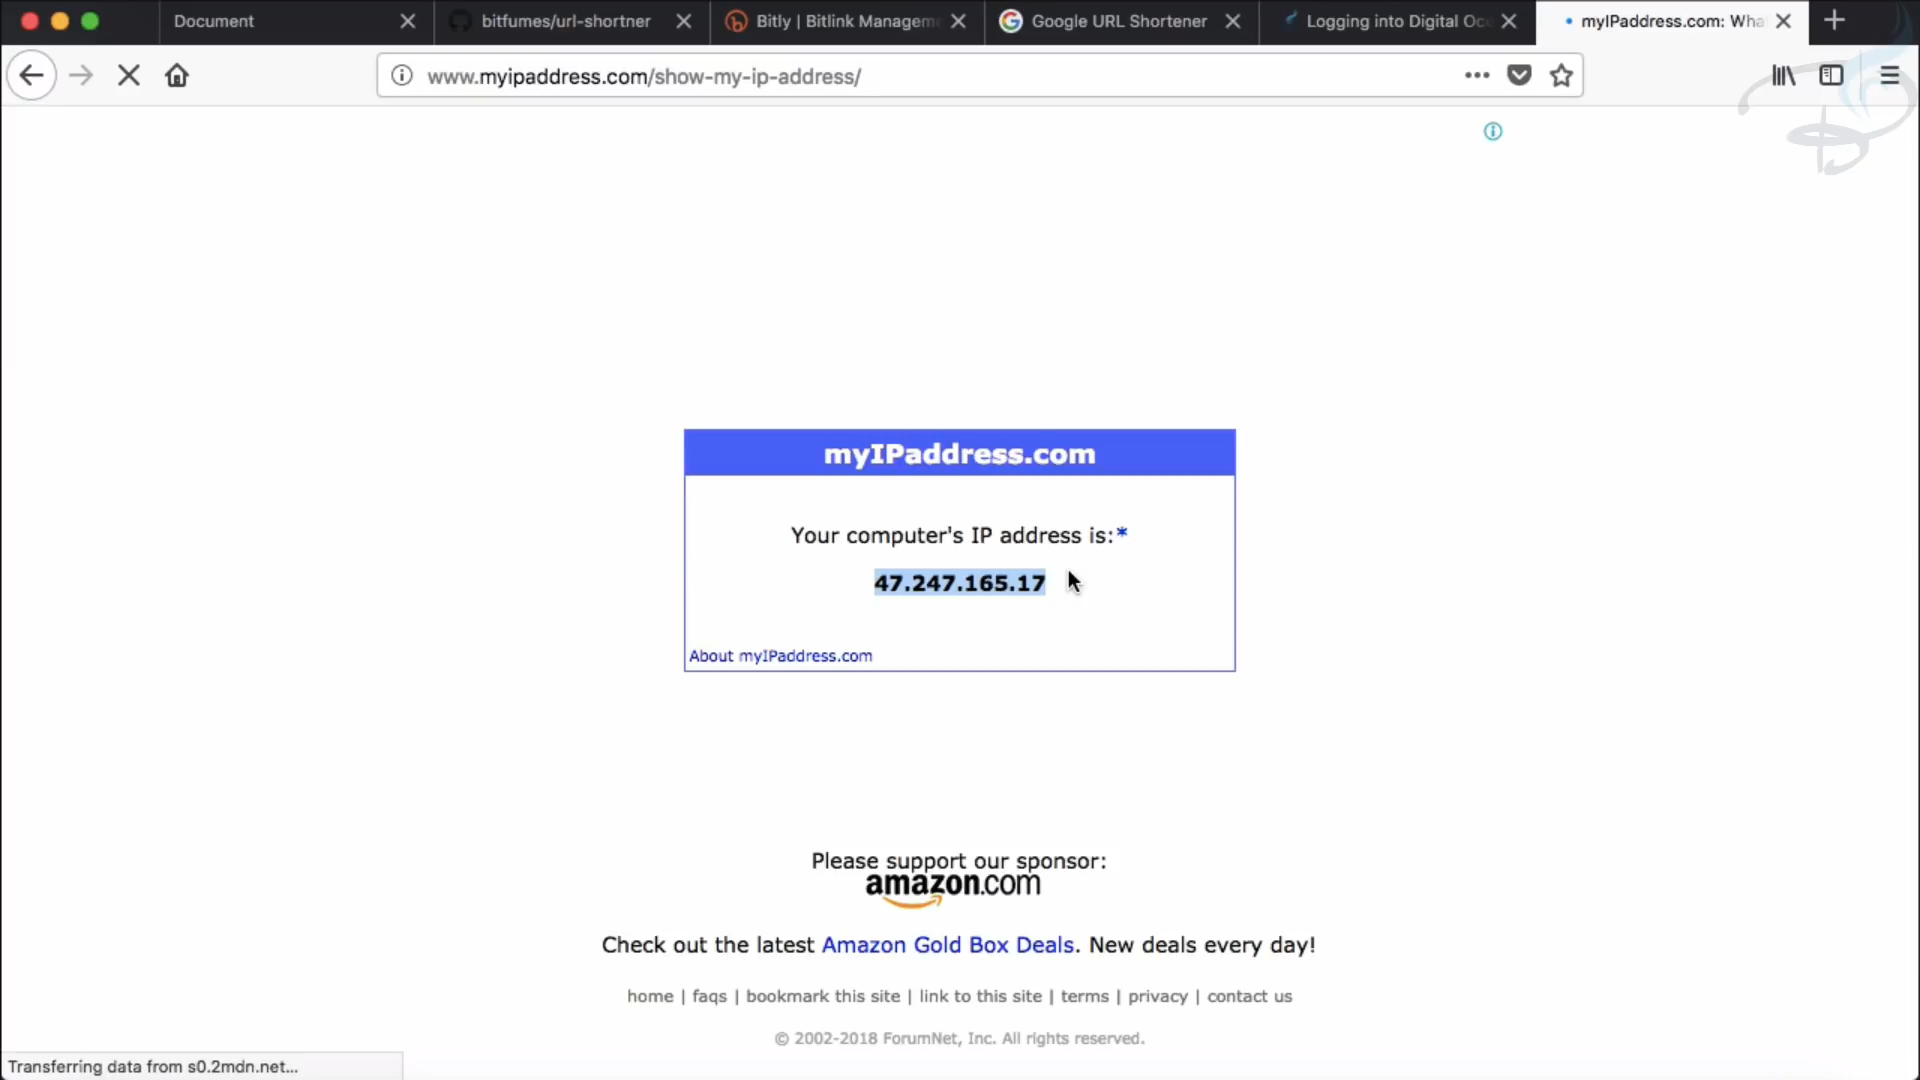 Document
bitfumes/url-shortner
Bitly | Bitlink Managem
Google URL Shortener
Logging into Digital Oce
myIPaddress.com: Wha
www.myipaddress.com/show-my-ip-address/
myIPaddress.com
Your computer's IP address is:*
47.247.165.17
About myIPaddress.com
Please support our sponsor:
amazon.com
Check out the latest Amazon Gold Box Deals. New deals every day!
home | faqs | bookmark this site | link to this site | terms | privacy | contact us
© 2002-2018 ForumNet, Inc. All rights reserved.
Transferring data from s0.2mdn.net...